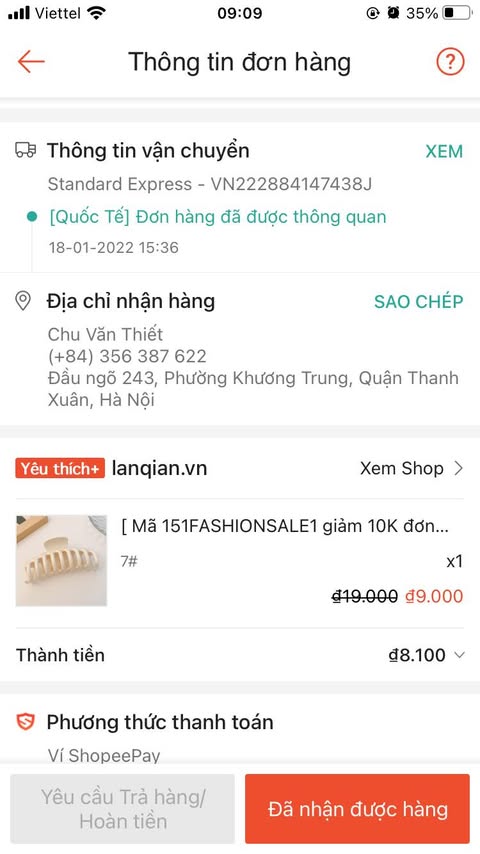 Viettel 09:09 35%
Thông tin đơn hàng
?
Thông tin vận chuyển XEM
Standard Express - VN222884147438J
[Quốc Tế] Đơn hàng đã được thông quan
18-01-2022 15:36
Địa chỉ nhận hàng SAO CHÉP
Chu Văn Thiết
(+84) 356 387 622
Đầu ngõ 243, Phường Khương Trung, Quận Thanh
Xuân, Hà Nội
Yêu thích+ lanqian.vn Xem Shop
[ Mã 151FASHIONSALE1 giảm 10K đơn...
7# x1
₫19.000 ₫9.000
Thành tiền ₫8.100
Phương thức thanh toán
Ví ShopeePay
Yêu cầu Trả hàng/
Hoàn tiền
Đã nhận được hàng